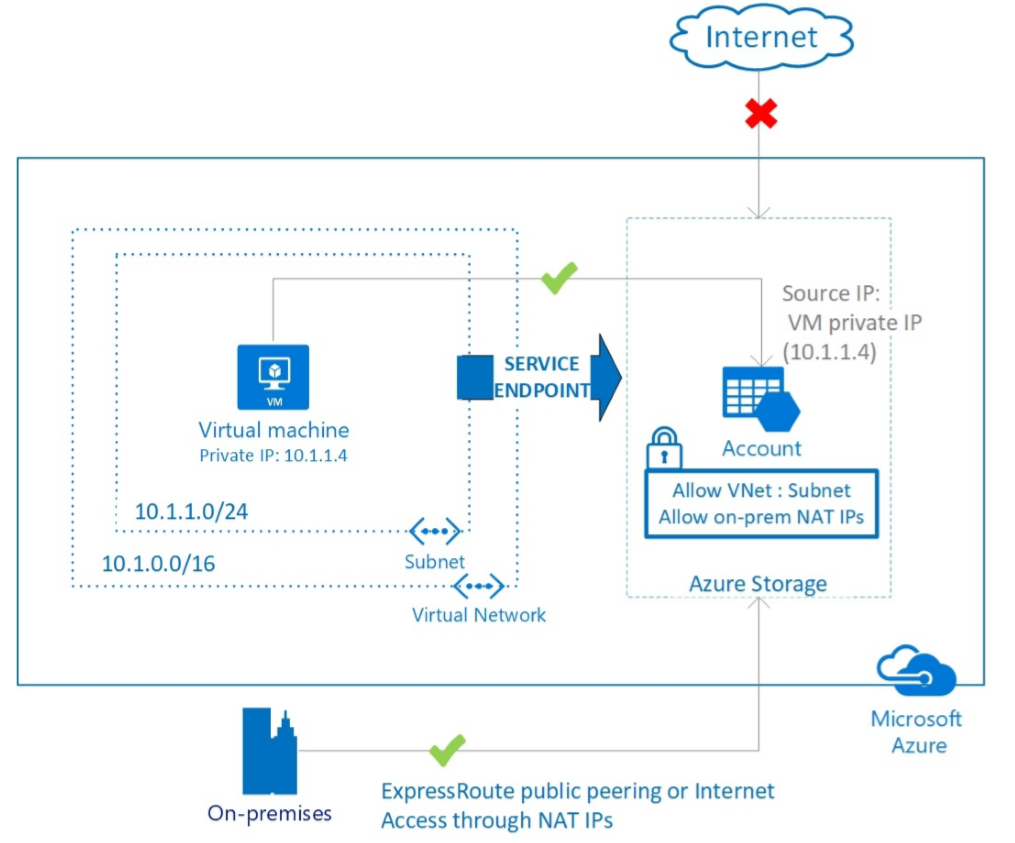 Internet
Source IP:
VM private IP
(10.1.1.4)
SERVICE
ENDPOINT
VM
Virtual machine
Private IP: 10.1.1.4
Account
Allow VNet : Subnet
Allow on-prem NAT IPs
10.1.1.0/24
Subnet
10.1.0.0/16
Azure Storage
Virtual Network
Microsoft
Azure
On-premises
ExpressRoute public peering or Internet
Access through NAT IPs